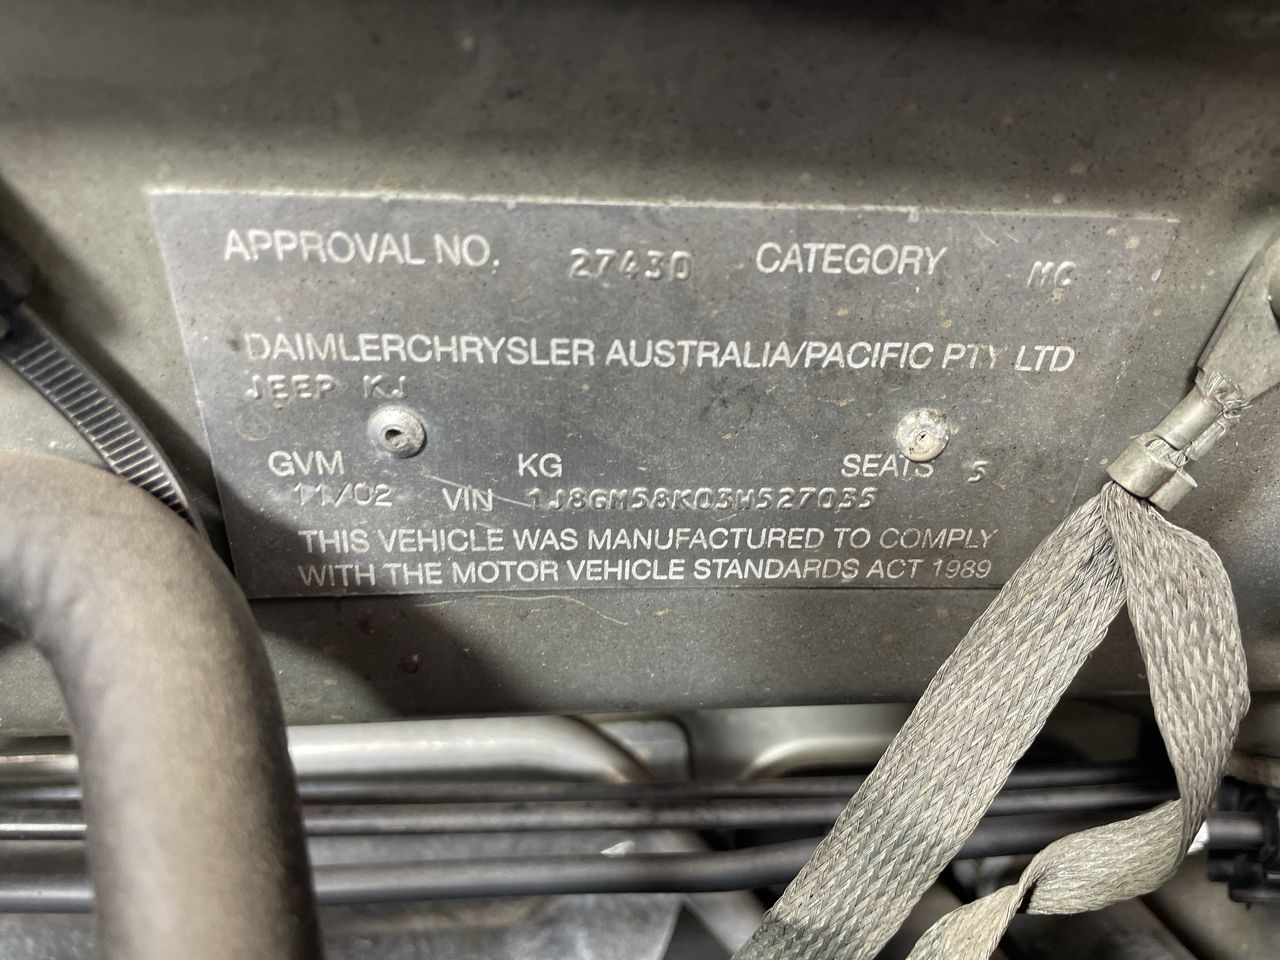 APPROVAL NO. 27430 CATEGORY MC
DAIMLERCHRYSLER AUSTRALIA/PACIFIC PTY LTD
JEEP KJ
GVM KG SEATS 5
11/02 VIN 1J8GM58K03W527035
THIS VEHICLE WAS MANUFACTURED TO COMPLY
WITH THE MOTOR VEHICLE STANDARDS ACT 1989